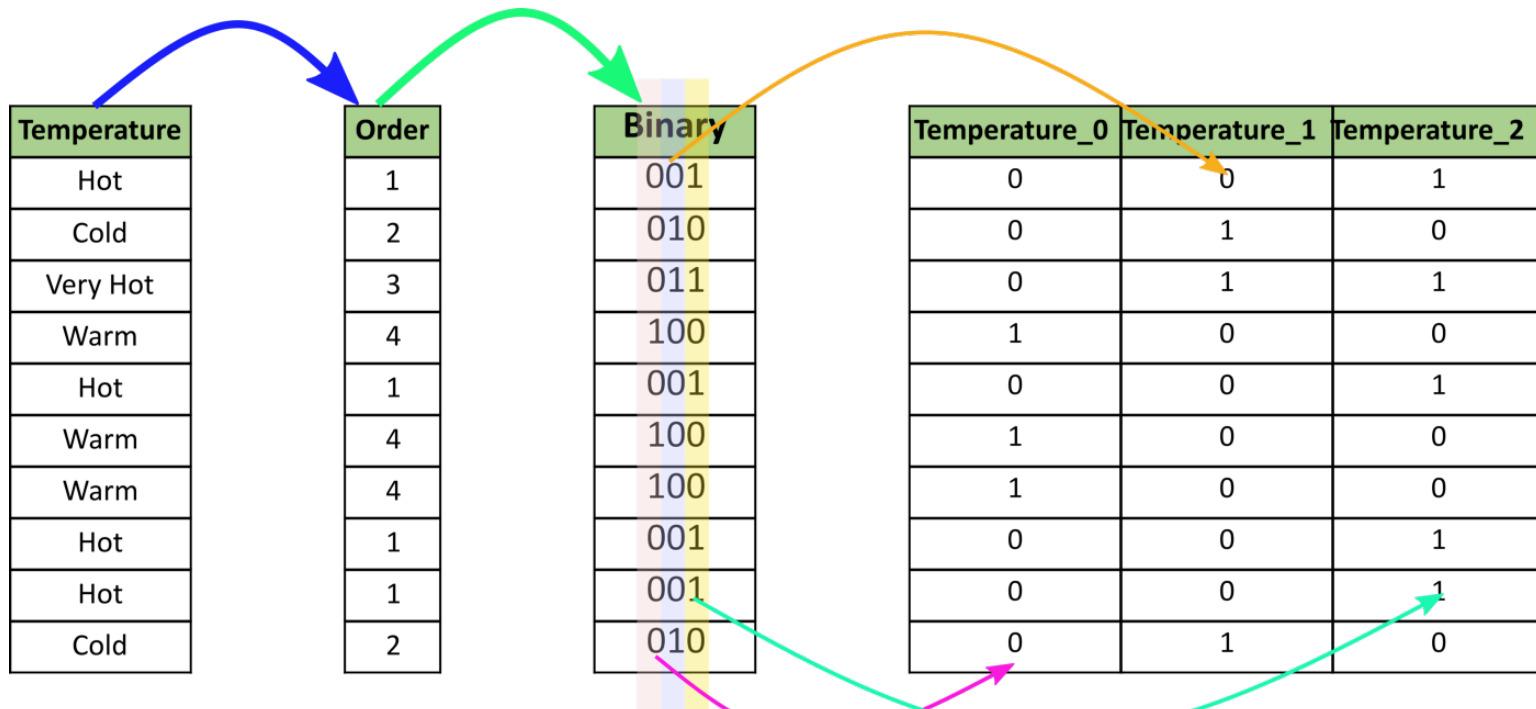 Temperature Order Binary Temperature_0 Temperature_1 Temperature_2
Hot 1 001 0 0 1
Cold 2 010 0 1 0
Very Hot 3 011 0 1 1
Warm 4 100 1 0 0
Hot 1 001 0 0 1
Warm 4 100 1 0 0
Warm 4 100 1 0 0
Hot 1 001 0 0 1
Hot 1 001 0 0 1
Cold 2 010 0 1 0